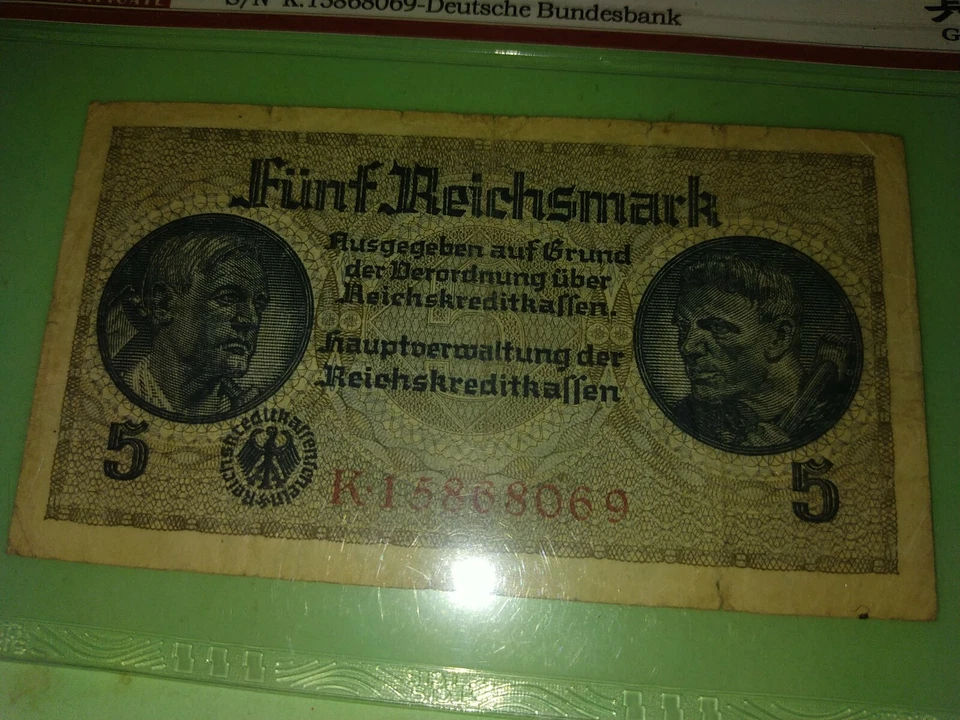 S/N K.15868069-Deutsche Bundesbank
Fünf Reichsmark
Ausgegeben auf Grund
der Verordnung über
Reichskreditkassen.
Hauptverwaltung der
Reichskreditkassen
5
K·15868069
5